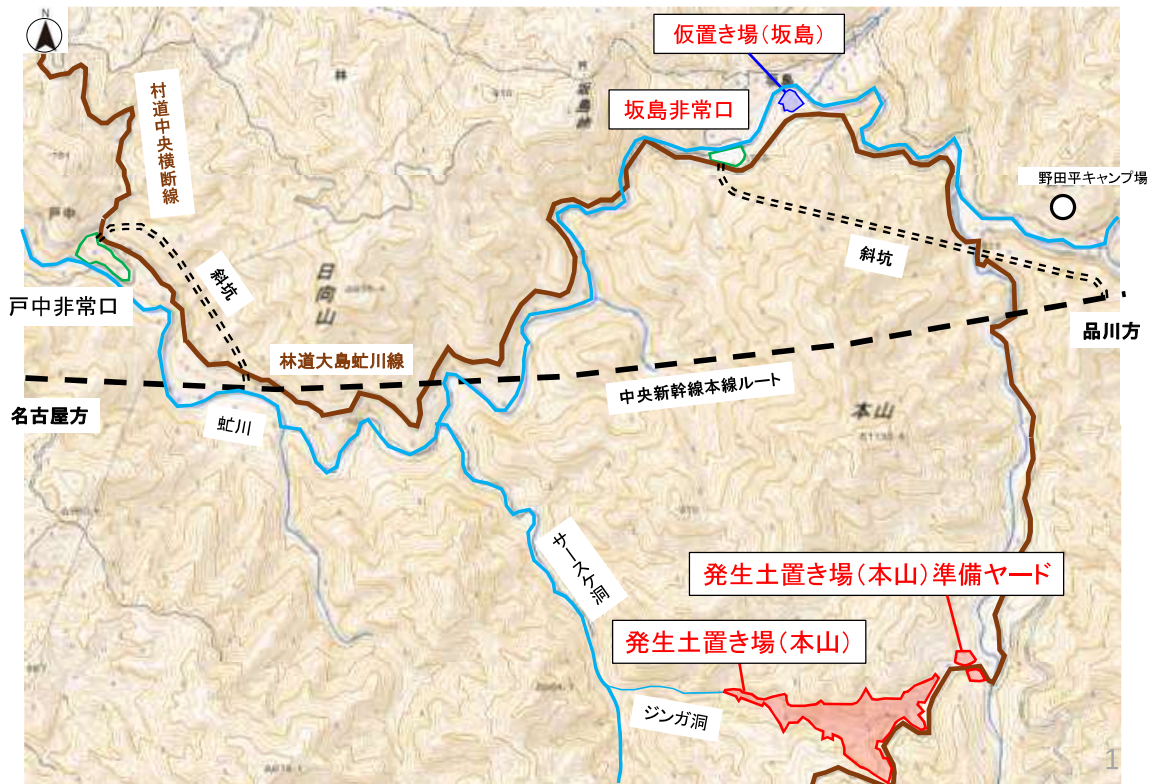 N
仮置き場（坂島）
坂島非常口
村道中央横断線
林
野田平キャンプ場
戸中
斜坑
斜坑
日向山
戸中非常口
品川方
林道大島虻川線
中央新幹線本線ルート
名古屋方
虻川
本山
サースケ洞
発生土置き場（本山）準備ヤード
発生土置き場（本山）
ジンガ洞
1